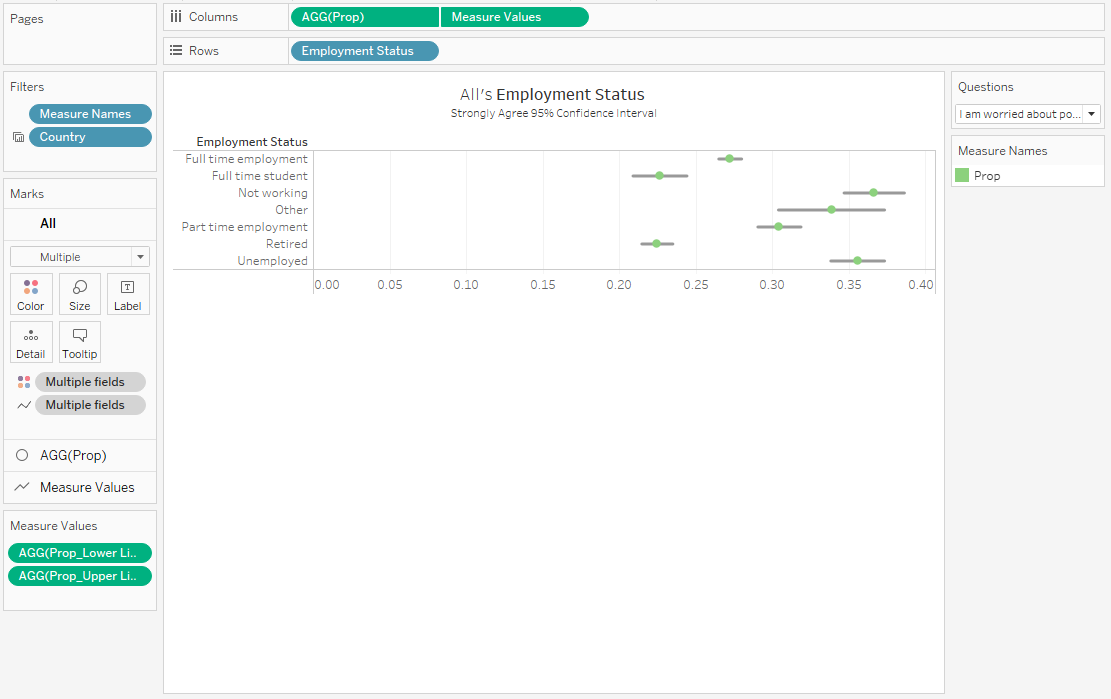 Pages
Columns
AGG(Prop)
Measure Values
Rows
Employment Status
Filters
Measure Names
Country
Marks
All
Multiple
Color
Size
Label
Detail
Tooltip
Multiple fields
Multiple fields
AGG(Prop)
Measure Values
Measure Values
AGG(Prop_Lower Li..
AGG(Prop_Upper Li..
All's Employment Status
Strongly Agree 95% Confidence Interval
Employment Status
Full time employment
Full time student
Not working
Other
Part time employment
Retired
Unemployed
0.00 0.05 0.10 0.15 0.20 0.25 0.30 0.35 0.40
Questions
I am worried about po...
Measure Names
Prop